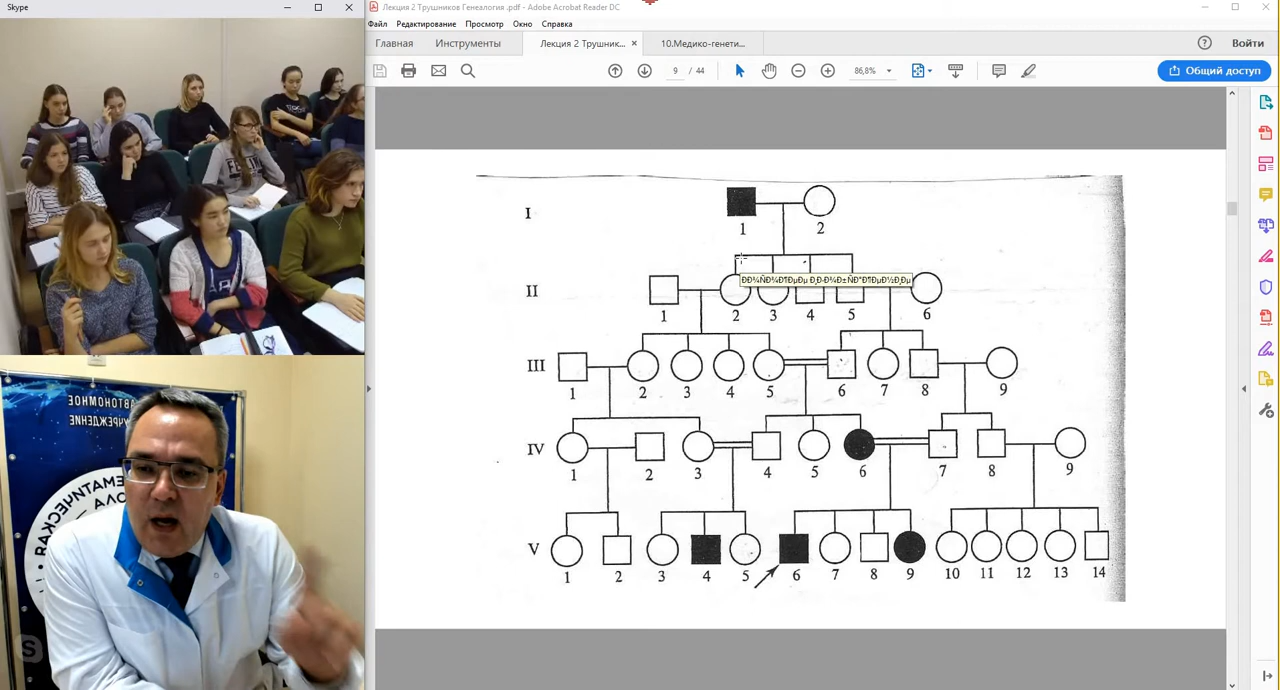 Skype
Лекция 2 Трушников Генеалогия .pdf - Adobe Acrobat Reader DC
Файл Редактирование Просмотр Окно Справка
Главная Инструменты Лекция 2 Трушник... × 10.Медико-генети... Войти
9 / 44 86,8% Общий доступ
I
1 2
II
1 2 3 4 5 6
III
1 2 3 4 5 6 7 8 9
IV
1 2 3 4 5 6 7 8 9
V
1 2 3 4 5 6 7 8 9 10 11 12 13 14
АВТОНОМНОЕ
УЧРЕЖДЕНИЕ